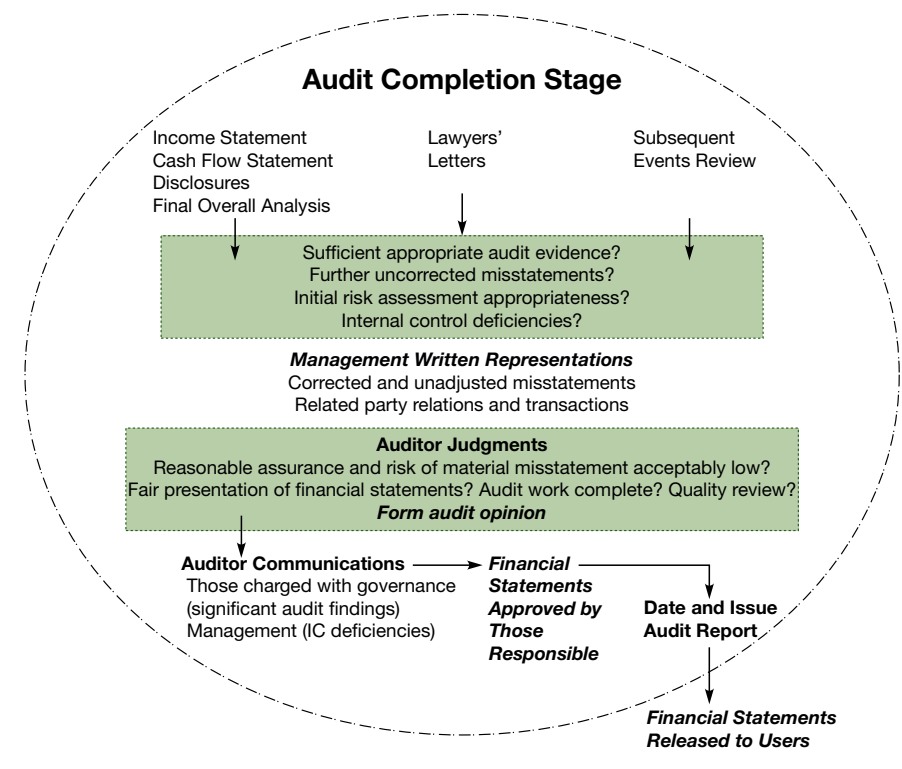 Audit Completion Stage
Income Statement
Cash Flow Statement
Disclosures
Final Overall Analysis
Lawyers’
Letters
Subsequent
Events Review
Sufficient appropriate audit evidence?
Further uncorrected misstatements?
Initial risk assessment appropriateness?
Internal control deficiencies?
Management Written Representations
Corrected and unadjusted misstatements
Related party relations and transactions
Auditor Judgments
Reasonable assurance and risk of material misstatement acceptably low?
Fair presentation of financial statements? Audit work complete? Quality review?
Form audit opinion
Auditor Communications
Those charged with governance
(significant audit findings)
Management (IC deficiencies)
Financial
Statements
Approved by
Those
Responsible
Date and Issue
Audit Report
Financial Statements
Released to Users